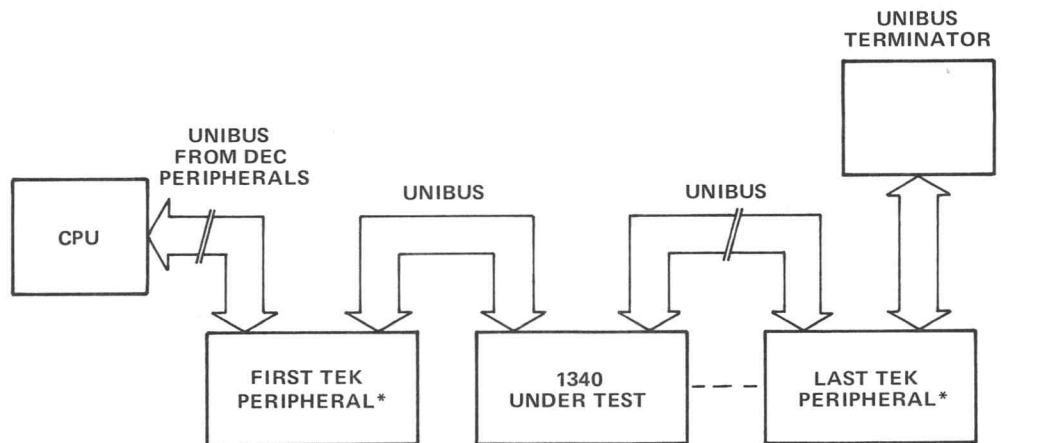 UNIBUS
TERMINATOR
UNIBUS
FROM DEC
PERIPHERALS
UNIBUS
UNIBUS
CPU
FIRST TEK
PERIPHERAL*
1340
UNDER TEST
LAST TEK
PERIPHERAL*